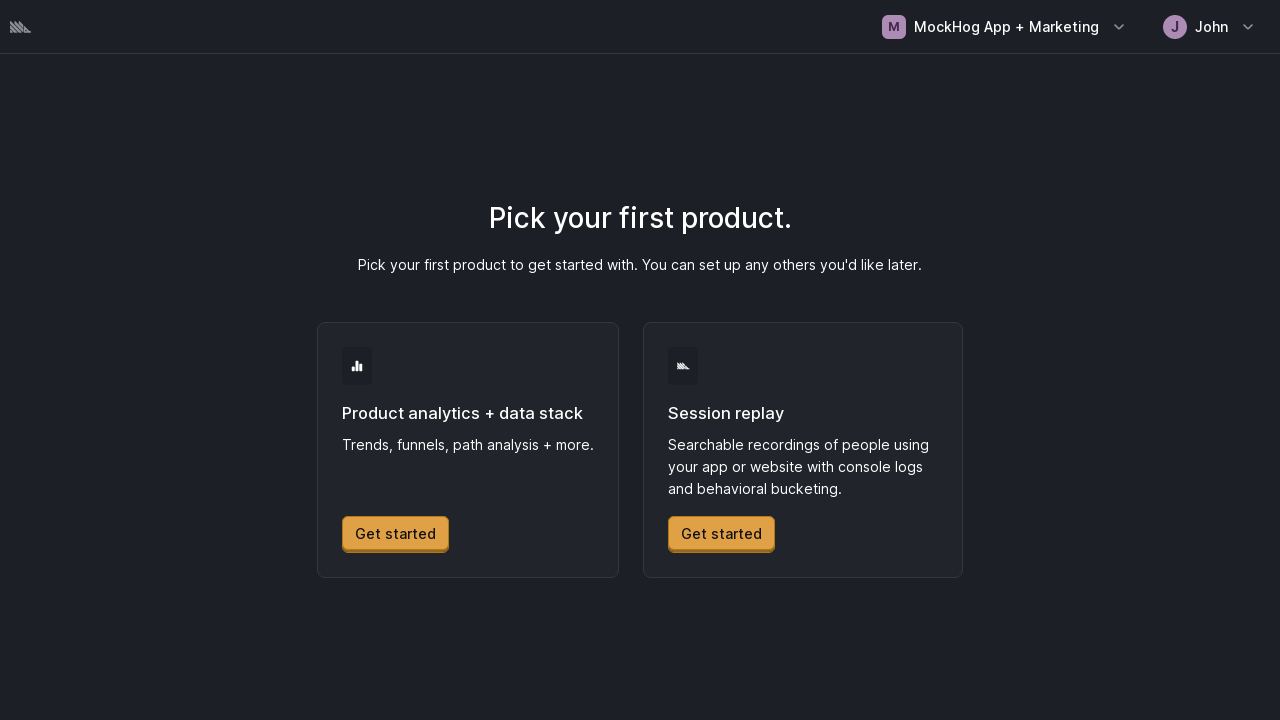 M MockHog App + Marketing
J John
Pick your first product.
Pick your first product to get started with. You can set up any others you'd like later.
Product analytics + data stack
Trends, funnels, path analysis + more.
Get started
Session replay
Searchable recordings of people using
your app or website with console logs
and behavioral bucketing.
Get started